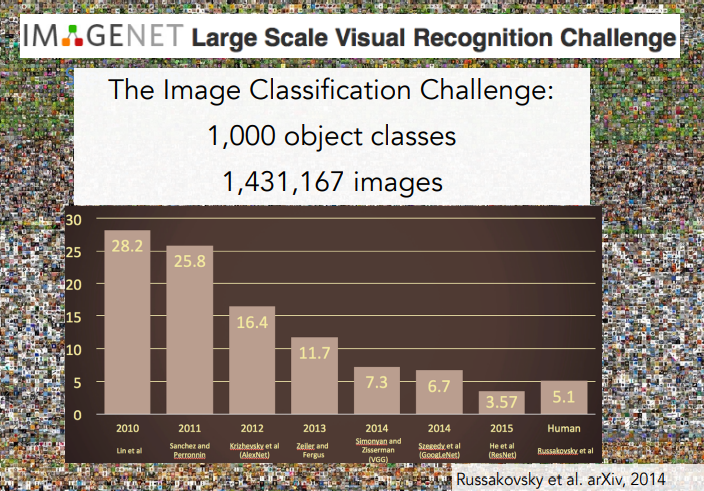 IMAGENET Large Scale Visual Recognition Challenge
The Image Classification Challenge:
1,000 object classes
1,431,167 images
30
25
20
15
10
5
0
28.2
25.8
16.4
11.7
7.3
6.7
3.57
5.1
2010
2011
2012
2013
2014
2014
2015
Human
Lin et al
Sanchez and
Perronnin
Krizhevsky et al
(AlexNet)
Zeiler and
Fergus
Simonyan and
Zisserman
(VGG)
Szegedy et al
(GoogLeNet)
He et al
(ResNet)
Russakovsky et al
Russakovsky et al. arXiv, 2014